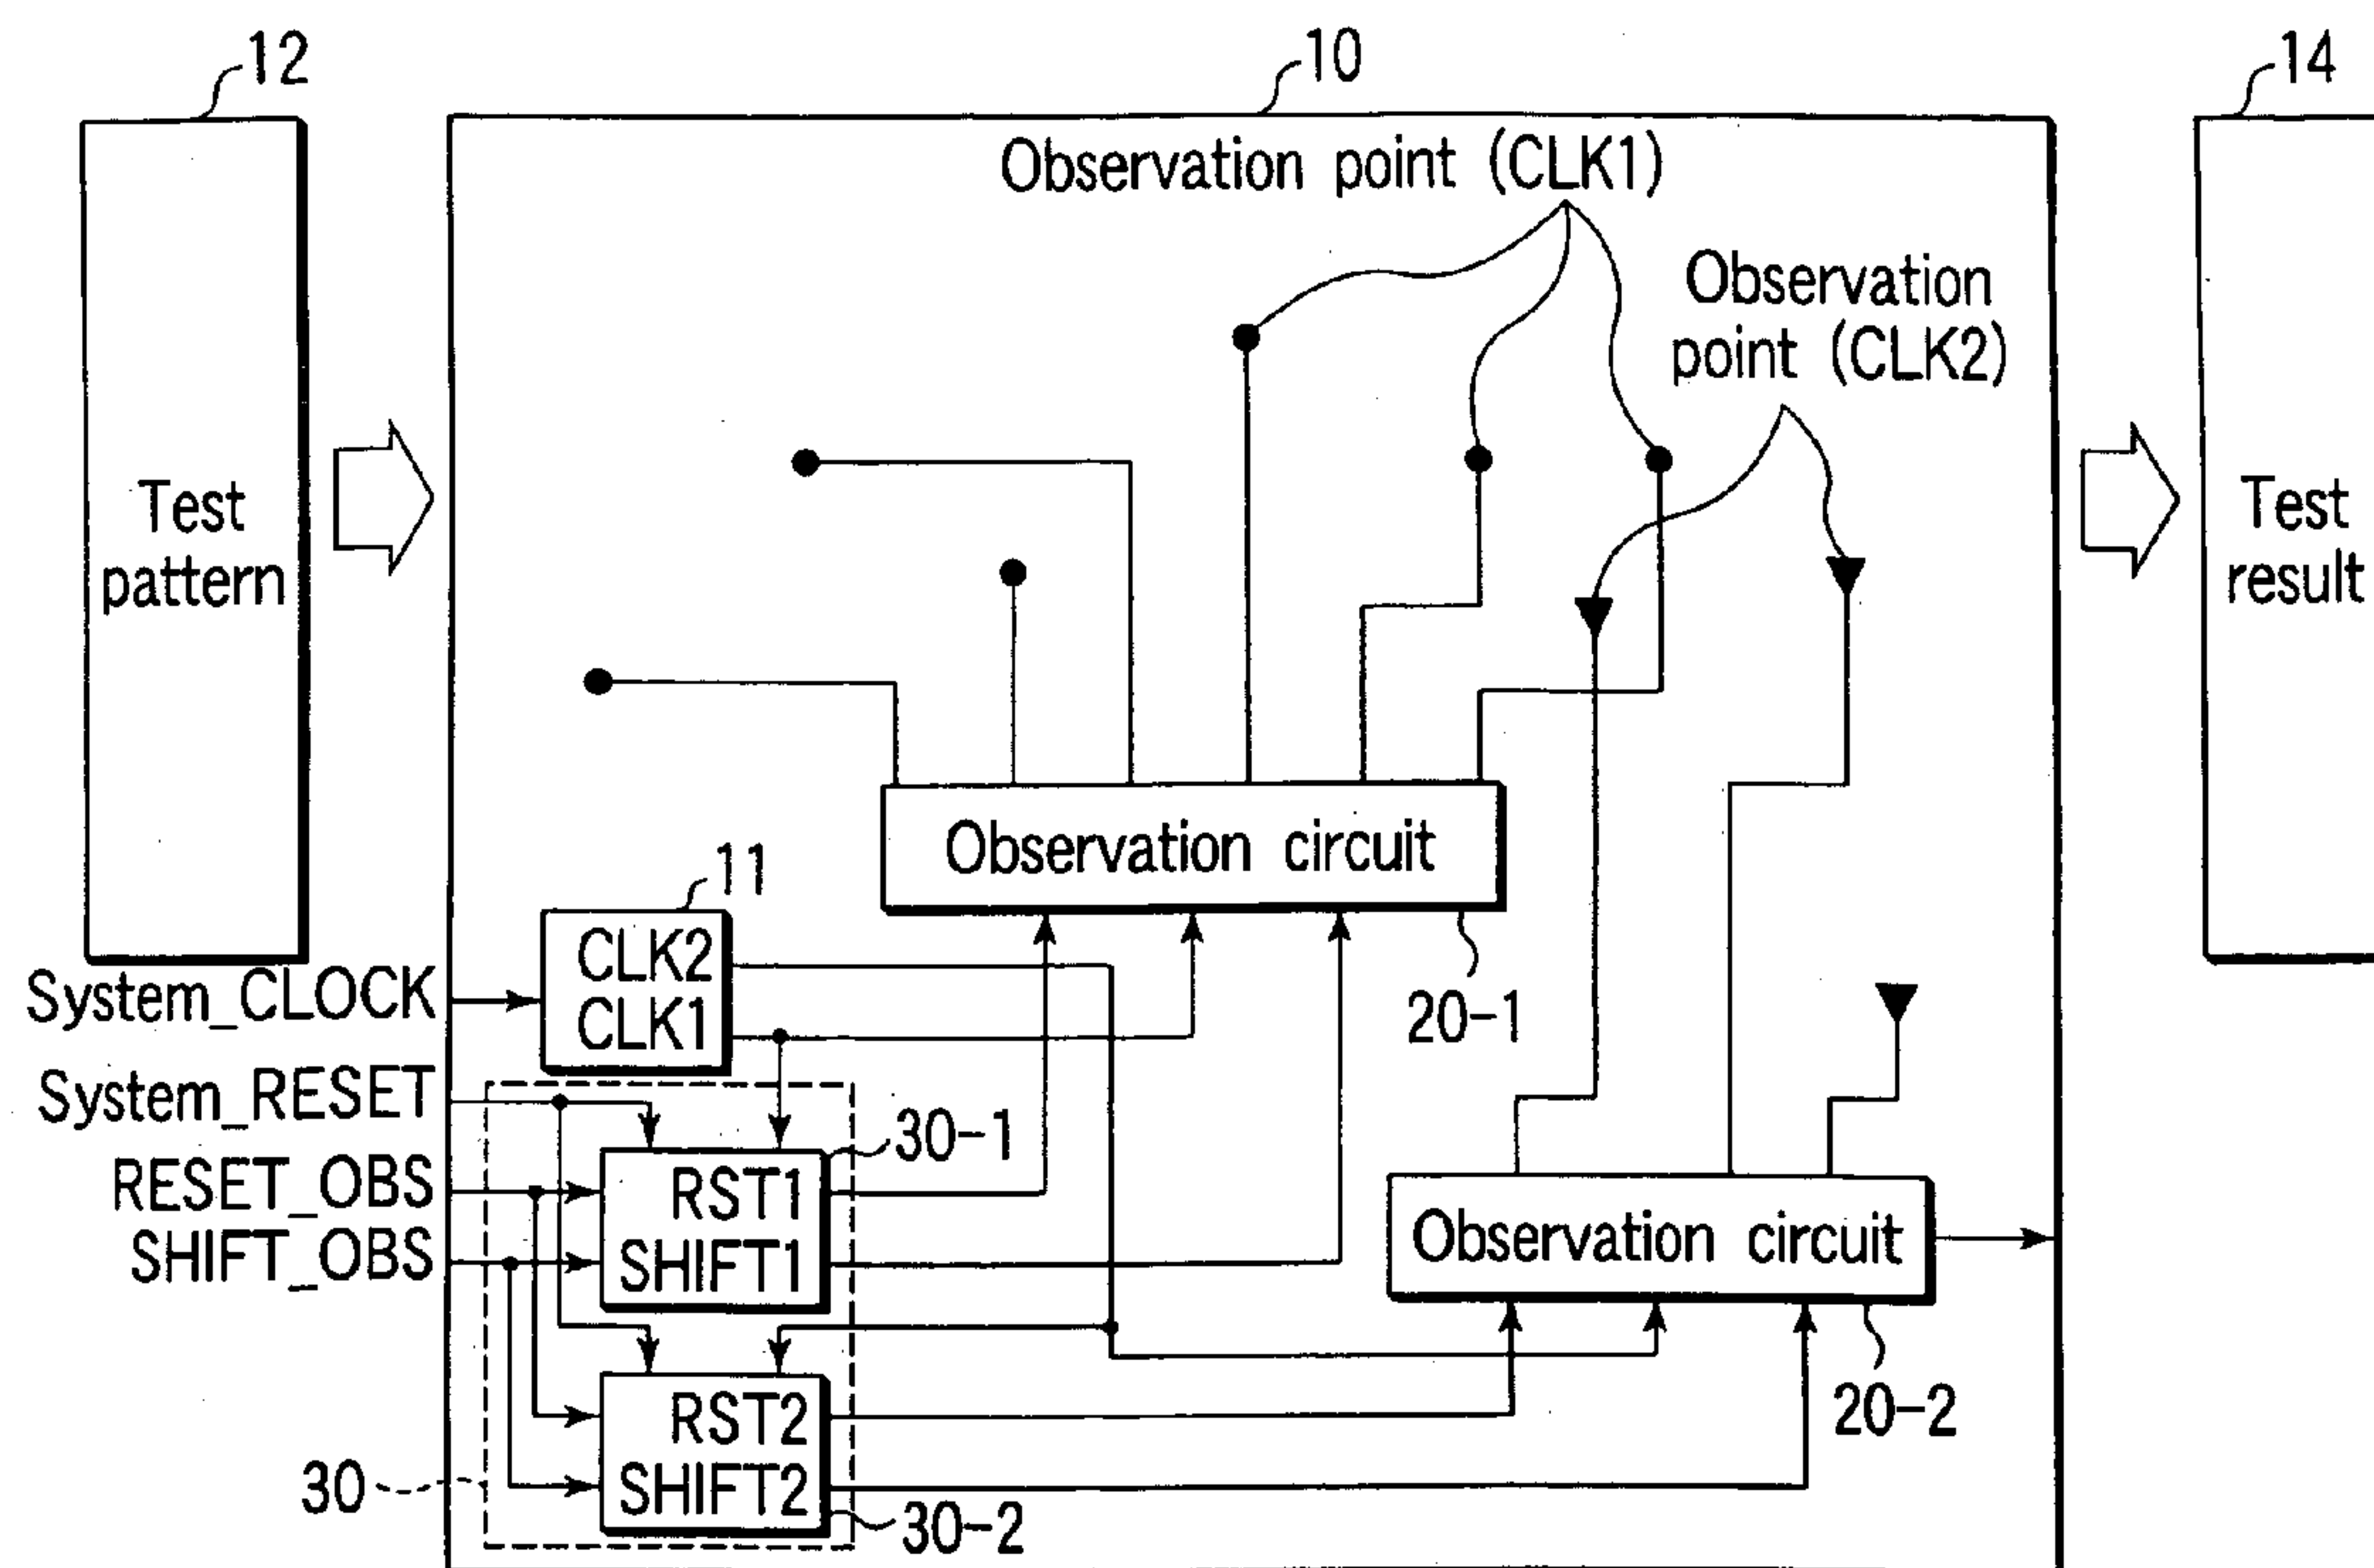 12
10
14
Observation point (CLK1)
Observation
point (CLK2)
Test
pattern
Test
result
Observation circuit
11
CLK2
CLK1
System_CLOCK
20-1
System_RESET
30-1
RESET_OBS
RST1
SHIFT_OBS
SHIFT1
Observation circuit
RST2
20-2
30
SHIFT2
30-2